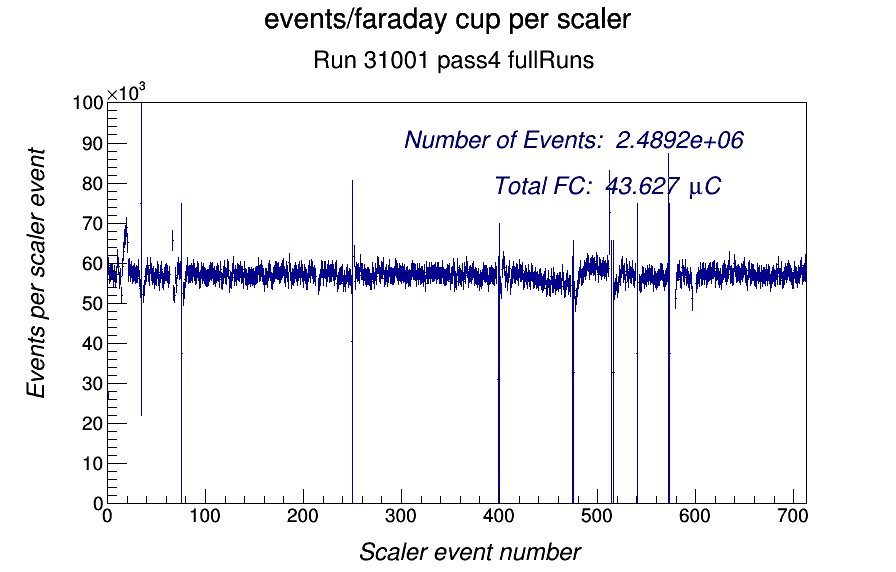 events/faraday cup per scaler
Run 31001 pass4 fullRuns
×10³
100
90
80
70
60
50
40
30
20
10
0
Events per scaler event
Number of Events: 2.4892e+06
Total FC: 43.627 μC
0 100 200 300 400 500 600 700
Scaler event number